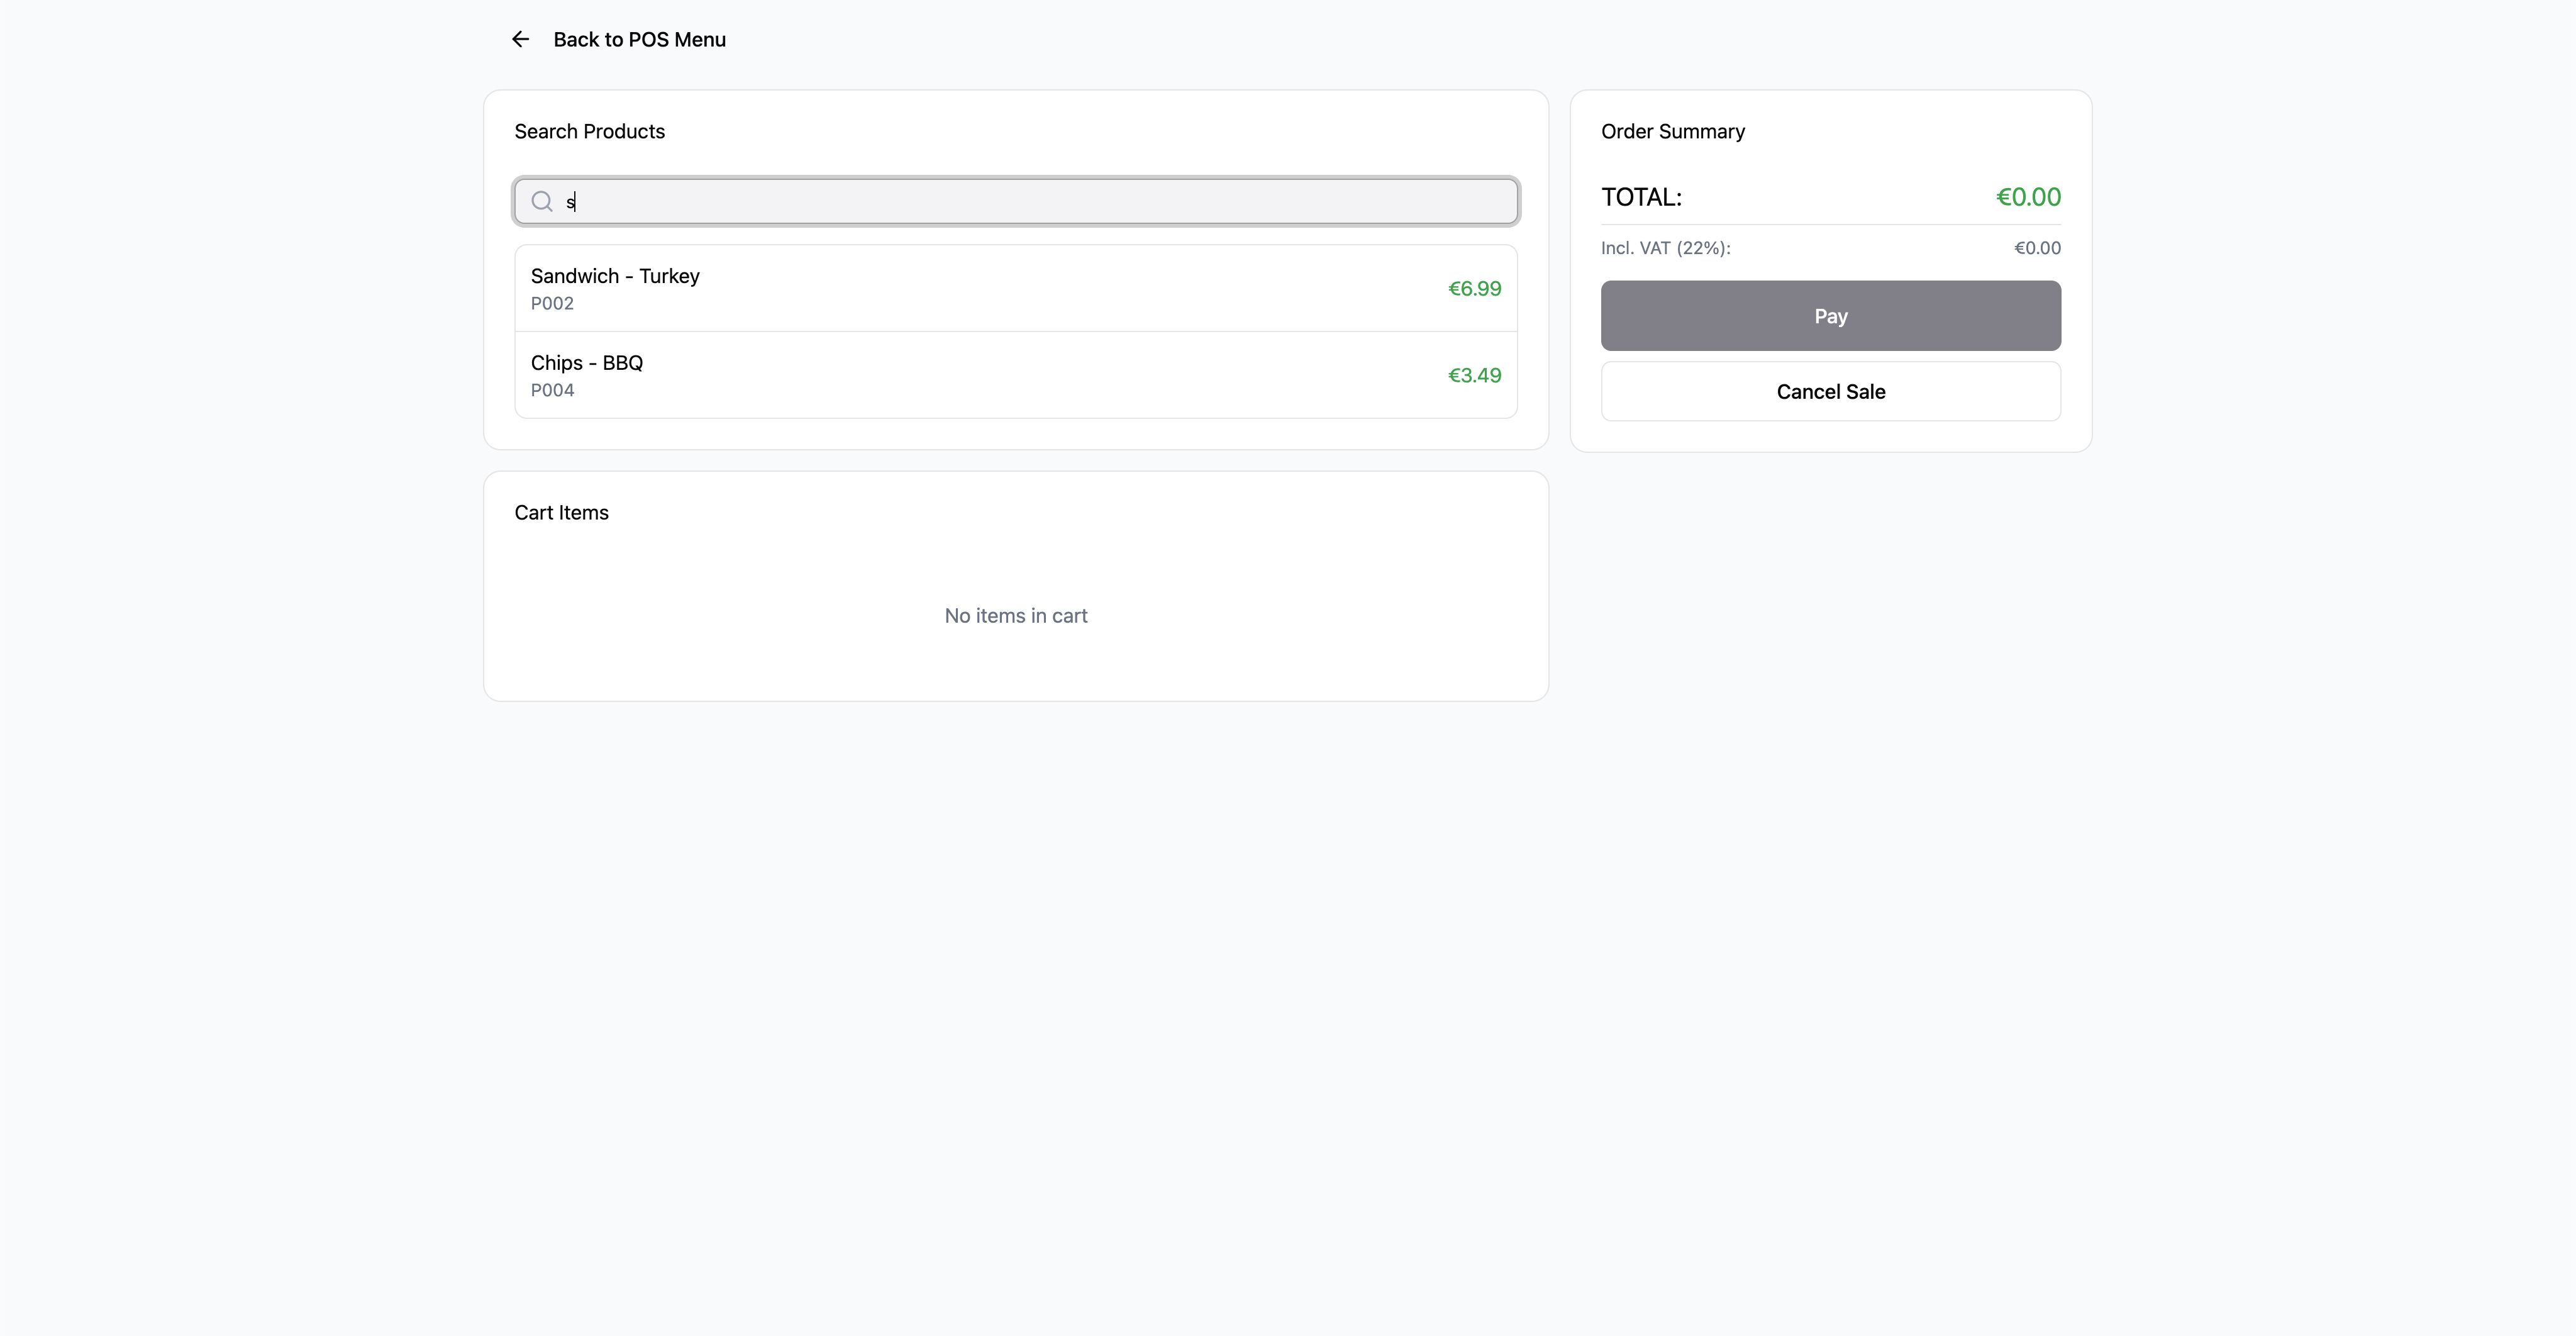 Back to POS Menu
Search Products
s
Sandwich - Turkey
P002
€6.99
Chips - BBQ
P004
€3.49
Cart Items
No items in cart
Order Summary
TOTAL: €0.00
Incl. VAT (22%): €0.00
Pay
Cancel Sale